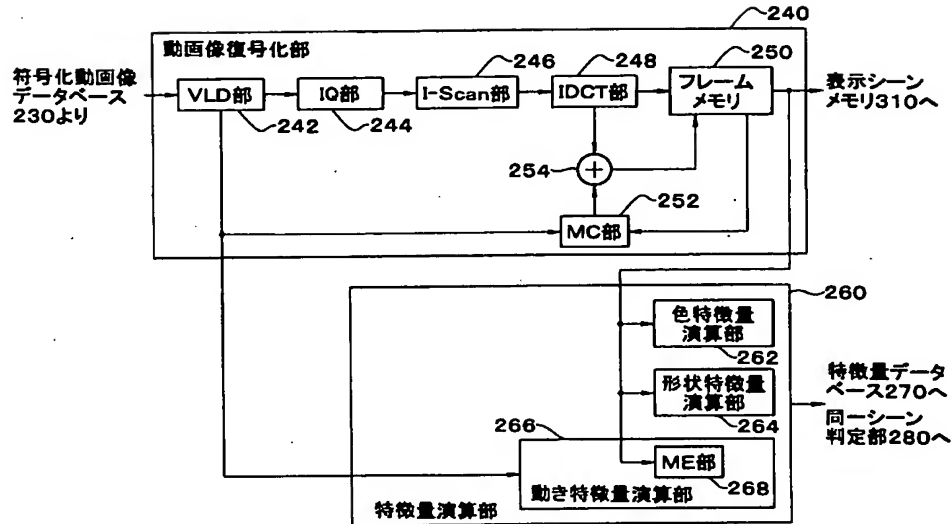 240
動画像復号化部
250
246
248
符号化動画像
データベース
230より
VLD部
IQ部
I-Scan部
IDCT部
フレーム
メモリ
表示シーン
メモリ310へ
242
244
254
+
252
MC部
260
色特徴量
演算部
262
形状特徴量
演算部
264
特徴量データ
ベース270へ
同一シーン
判定部280へ
266
ME部
268
動き特徴量演算部
特徴量演算部